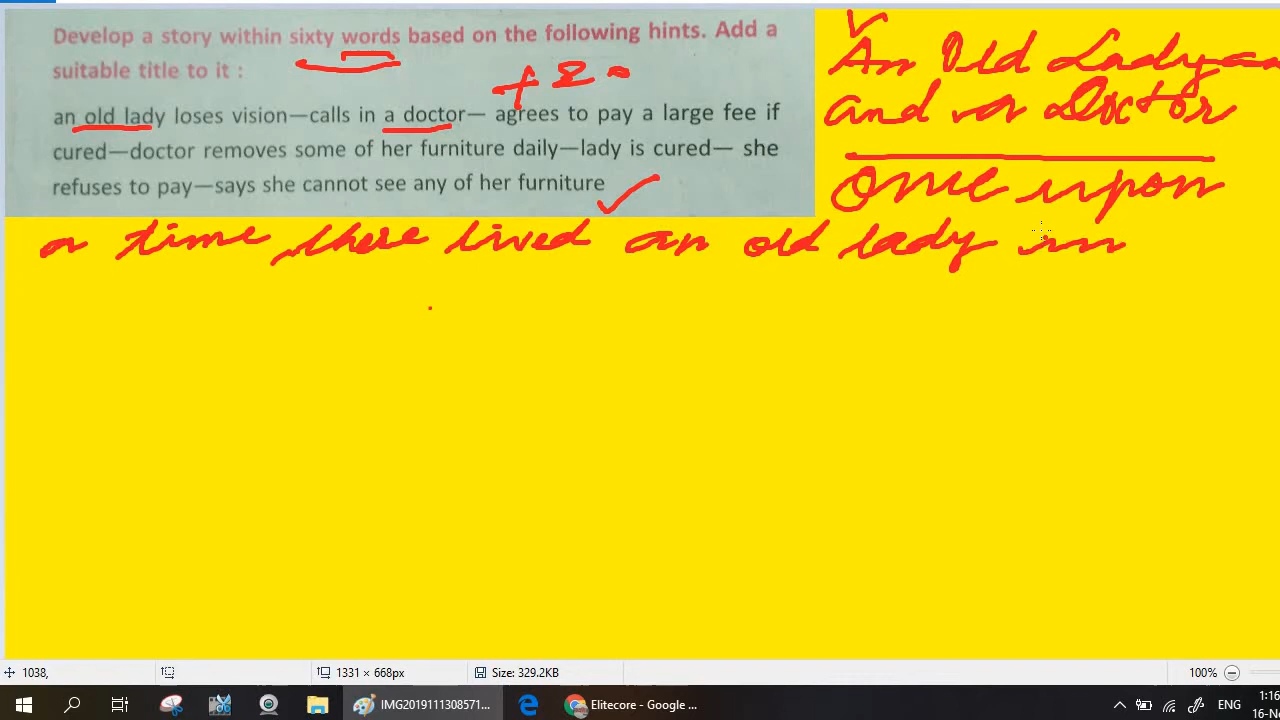 Develop a story within sixty words based on the following hints. Add a
suitable title to it :
an old lady loses vision—calls in a doctor— agrees to pay a large fee if
cured—doctor removes some of her furniture daily—lady is cured— she
refuses to pay—says she cannot see any of her furniture
An Old Lady
and a Doctor
Once upon
a time, there lived an old lady in
1038,
1331 × 668px
Size: 329.2KB
100%
IMG2019111308571...
Elitecore - Google ...
ENG
1:16
16-No